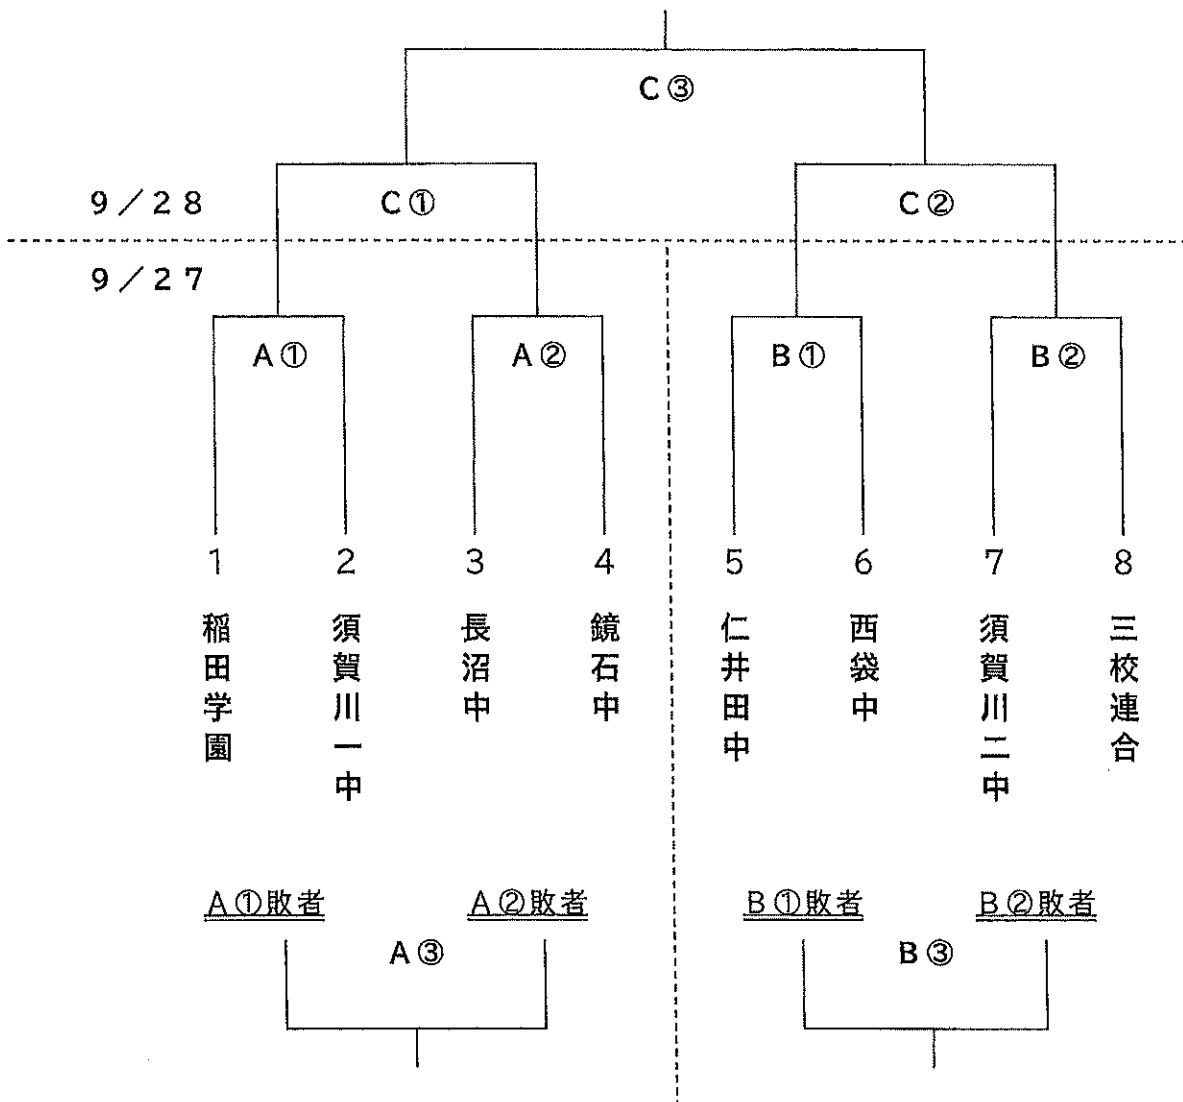 C③
9／28
C①
C②
9／27
A①
A②
B①
B②
1
2
3
4
5
6
7
8
稲田学園
須賀川一中
長沼中
鏡石中
仁井田中
西袋中
須賀川二中
三校連合
A①敗者
A②敗者
B①敗者
B②敗者
A③
B③